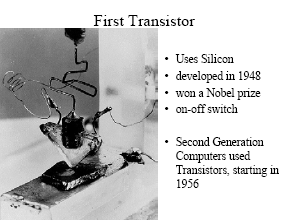 First Transistor
• Uses Silicon
• developed in 1948
• won a Nobel prize
• on-off switch
• Second Generation
Computers used
Transistors, starting in
1956